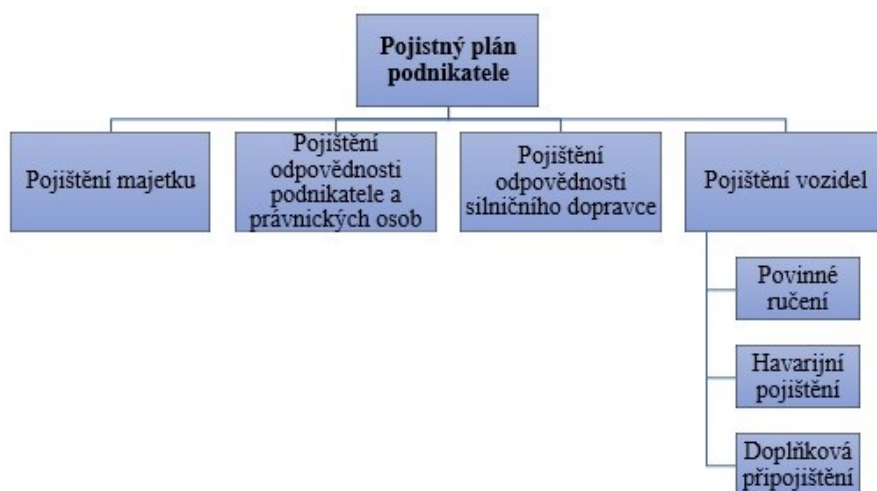 Pojistný plán
podnikatele
Pojištění majetku
Pojištění
odpovědnosti
podnikatele a
právnických osob
Pojištění
odpovědnosti
silničního dopravce
Pojištění vozidel
Povinné
ručení
Havarijní
pojištění
Doplňková
připojištění